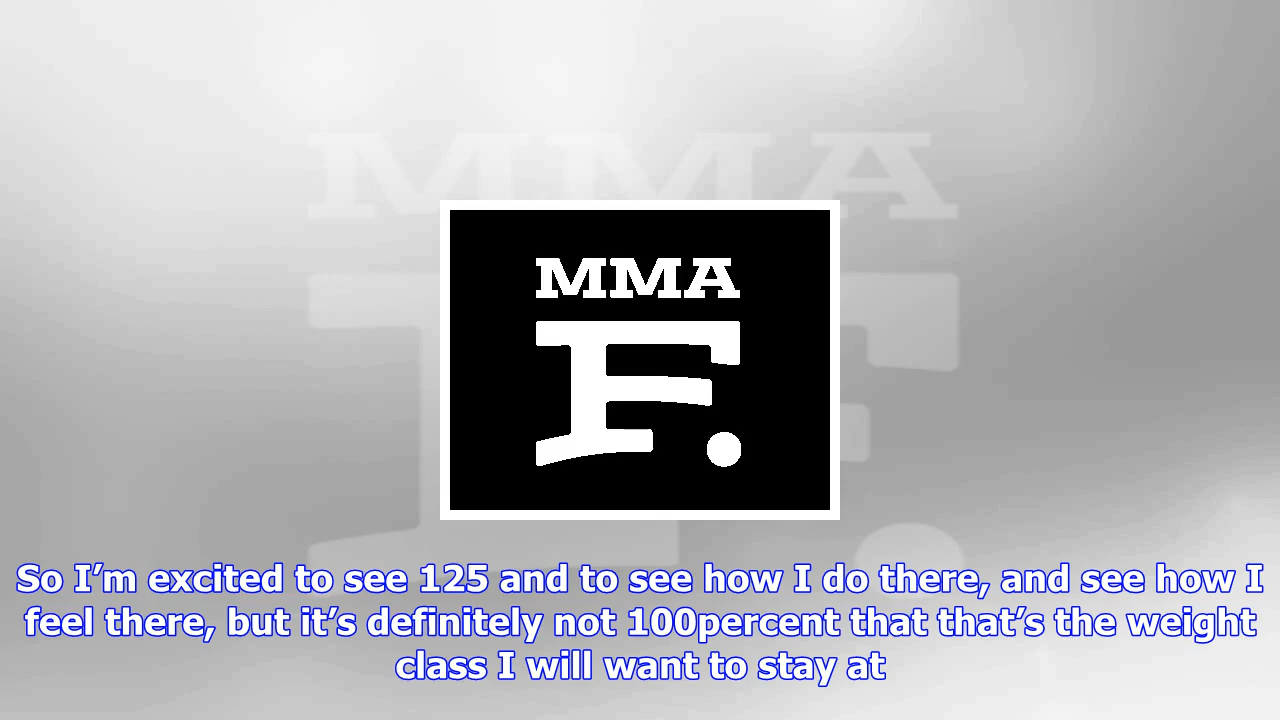 MMA
MMA
F.
So I’m excited to see 125 and to see how I do there, and see how I
feel there, but it’s definitely not 100percent that that’s the weight
class I will want to stay at